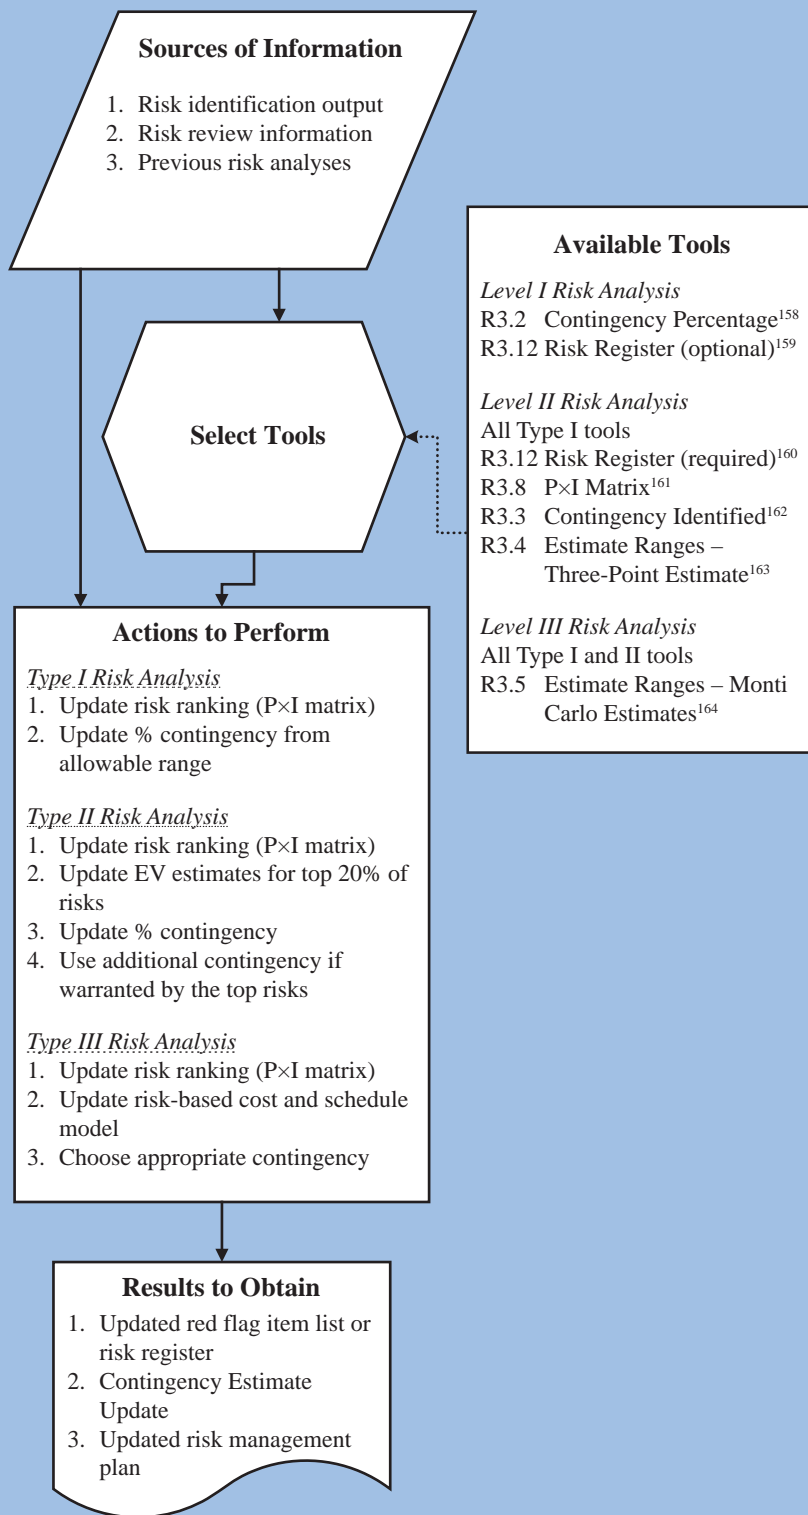 Sources of Information
1. Risk identification output
2. Risk review information
3. Previous risk analyses
Available Tools
Level I Risk Analysis
R3.2 Contingency Percentage158
R3.12 Risk Register (optional)159
Level II Risk Analysis
All Type I tools
R3.12 Risk Register (required)160
R3.8 P×I Matrix161
R3.3 Contingency Identified162
R3.4 Estimate Ranges –
Three-Point Estimate163
Level III Risk Analysis
All Type I and II tools
R3.5 Estimate Ranges – Monti
Carlo Estimates164
Select Tools
Actions to Perform
Type I Risk Analysis
1. Update risk ranking (P×I matrix)
2. Update % contingency from
allowable range
Type II Risk Analysis
1. Update risk ranking (P×I matrix)
2. Update EV estimates for top 20% of
risks
3. Update % contingency
4. Use additional contingency if
warranted by the top risks
Type III Risk Analysis
1. Update risk ranking (P×I matrix)
2. Update risk-based cost and schedule
model
3. Choose appropriate contingency
Results to Obtain
1. Updated red flag item list or
risk register
2. Contingency Estimate
Update
3. Updated risk management
plan